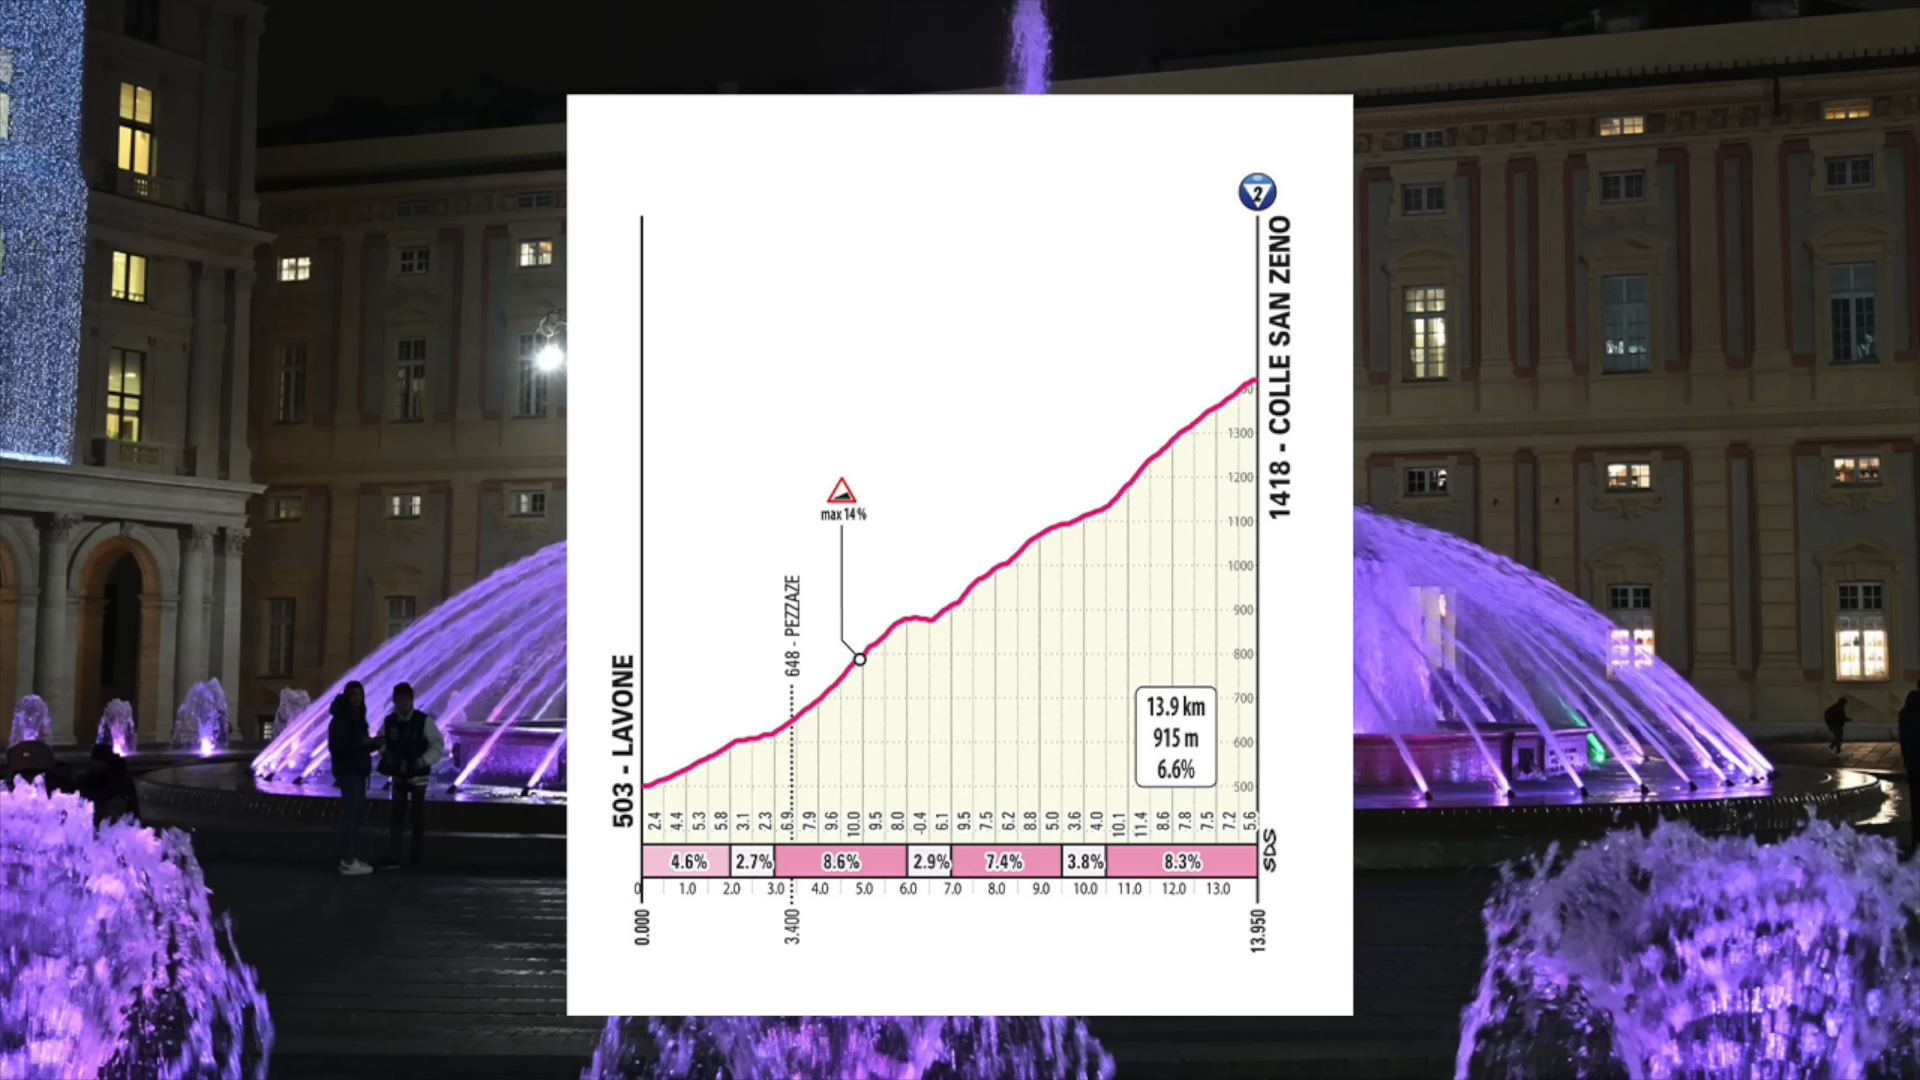 2
1418 - COLLE SAN ZENO
max 14 %
648 - PEZZAZE
503 - LAVONE
1300
1200
1100
1000
900
800
700
600
500
13.9 km
915 m
6.6%
2.4 4.4 5.3 5.8 3.1 2.3 6.9 7.9 9.6 10.0 9.5 8.0 -0.4 6.1 9.5 7.5 6.2 8.8 5.0 3.6 4.0 10.1 11.4 8.6 7.8 7.5 7.2 5.6
SDS
4.6% 2.7% 8.6% 2.9% 7.4% 3.8% 8.3%
0 1.0 2.0 3.0 4.0 5.0 6.0 7.0 8.0 9.0 10.0 11.0 12.0 13.0
0.000 3.400 13.950